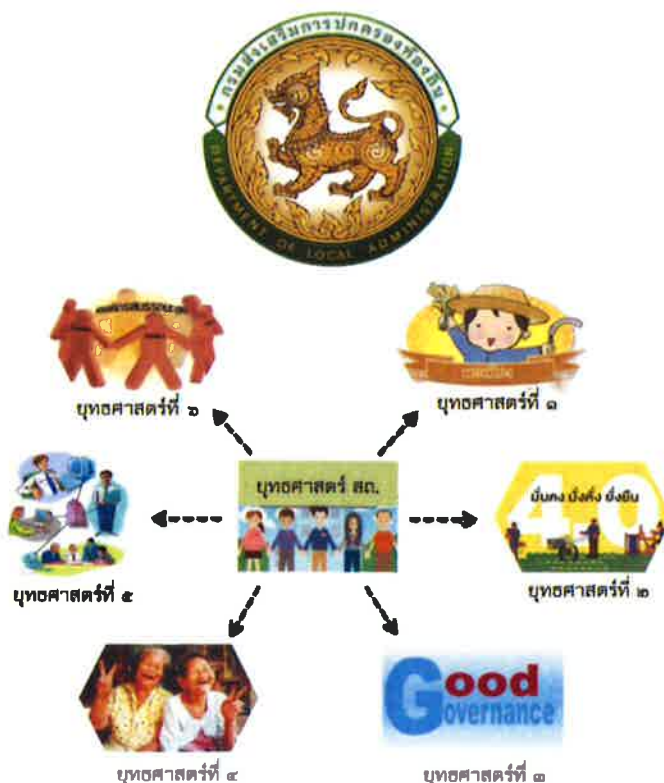 กรมส่งเสริมการปกครองท้องถิ่น
DEPARTMENT OF LOCAL ADMINISTRATION
ยุทธศาสตร์ที่ ๖
ยุทธศาสตร์ที่ ๑
ยุทธศาสตร์ สถ.
มั่นคง มั่งคั่ง ยั่งยืน
4.0
ยุทธศาสตร์ที่ ๕
ยุทธศาสตร์ที่ ๒
Good
Governance
ยุทธศาสตร์ที่ ๔
ยุทธศาสตร์ที่ ๓